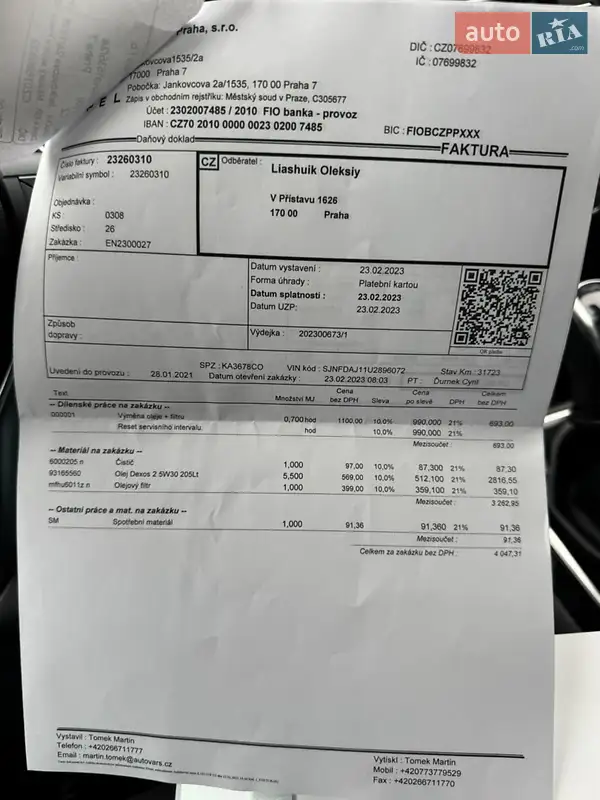 auto RIA .com
Praha, s.r.o.
DIČ : CZ07699832
IČ : 07699832
Jankovcova1535/2a
17000 Praha 7
Pobočka: Jankovcova 2a/1535, 170 00 Praha 7
Zápis v obchodním rejstříku: Městský soud v Praze, C305677
Účet : 2302007485 / 2010 FIO banka - provoz
IBAN : CZ70 2010 0000 0023 0200 7485
BIC : FIOBCZPPXXX
Daňový doklad
FAKTURA
Číslo faktury : 23260310
Variabilní symbol : 23260310
Objednávka :
KS : 0308
Středisko : 26
Zakázka : EN2300027
CZ Odběratel :
Liashuik Oleksiy
V Přístavu 1626
170 00 Praha
Příjemce :
Datum vystavení : 23.02.2023
Forma úhrady : Platební kartou
Datum splatnosti : 23.02.2023
Datum UZP: 23.02.2023
QR platba
Způsob
dopravy :
Výdejka : 202300673/1
SPZ : KA3678CO VIN kód : SJNFDAJ11U2896072 Stav Km : 31723
Uvedení do provozu : 28.01.2021 Datum otevření zakázky : 23.02.2023 08:03 PT : Ďurnek Cyril
Text Množství MJ Cena bez DPH Sleva Cena po slevě DPH Celkem bez DPH
-- Dílenské práce na zakázku --
000001 Výměna oleje + filtru 0,700 hod 1100,00 10,0% 990,000 21% 693,00
Reset servisního intervalu hod 10,0% 990,000 21%
Mezisoučet : 693,00
-- Materiál na zakázku --
6000205 n Čistič 1,000 97,00 10,0% 87,300 21% 87,30
93165560 Olej Dexos 2 5W30 205Lt 5,500 569,00 10,0% 512,100 21% 2816,55
mfhu6011z n Olejový filtr 1,000 399,00 10,0% 359,100 21% 359,10
Mezisoučet : 3 262,95
-- Ostatní práce a mat. na zakázku --
SM Spotřební materiál 1,000 91,36 91,360 21% 91,36
Mezisoučet : 91,36
Celkem za zakázku bez DPH : 4 047,31
Vystavil : Tomek Martin
Telefon : +420266711777
Email : martin.tomek@autovars.cz
Vytiskl : Tomek Martin
Mobil : +420773779529
Fax : +420266711770